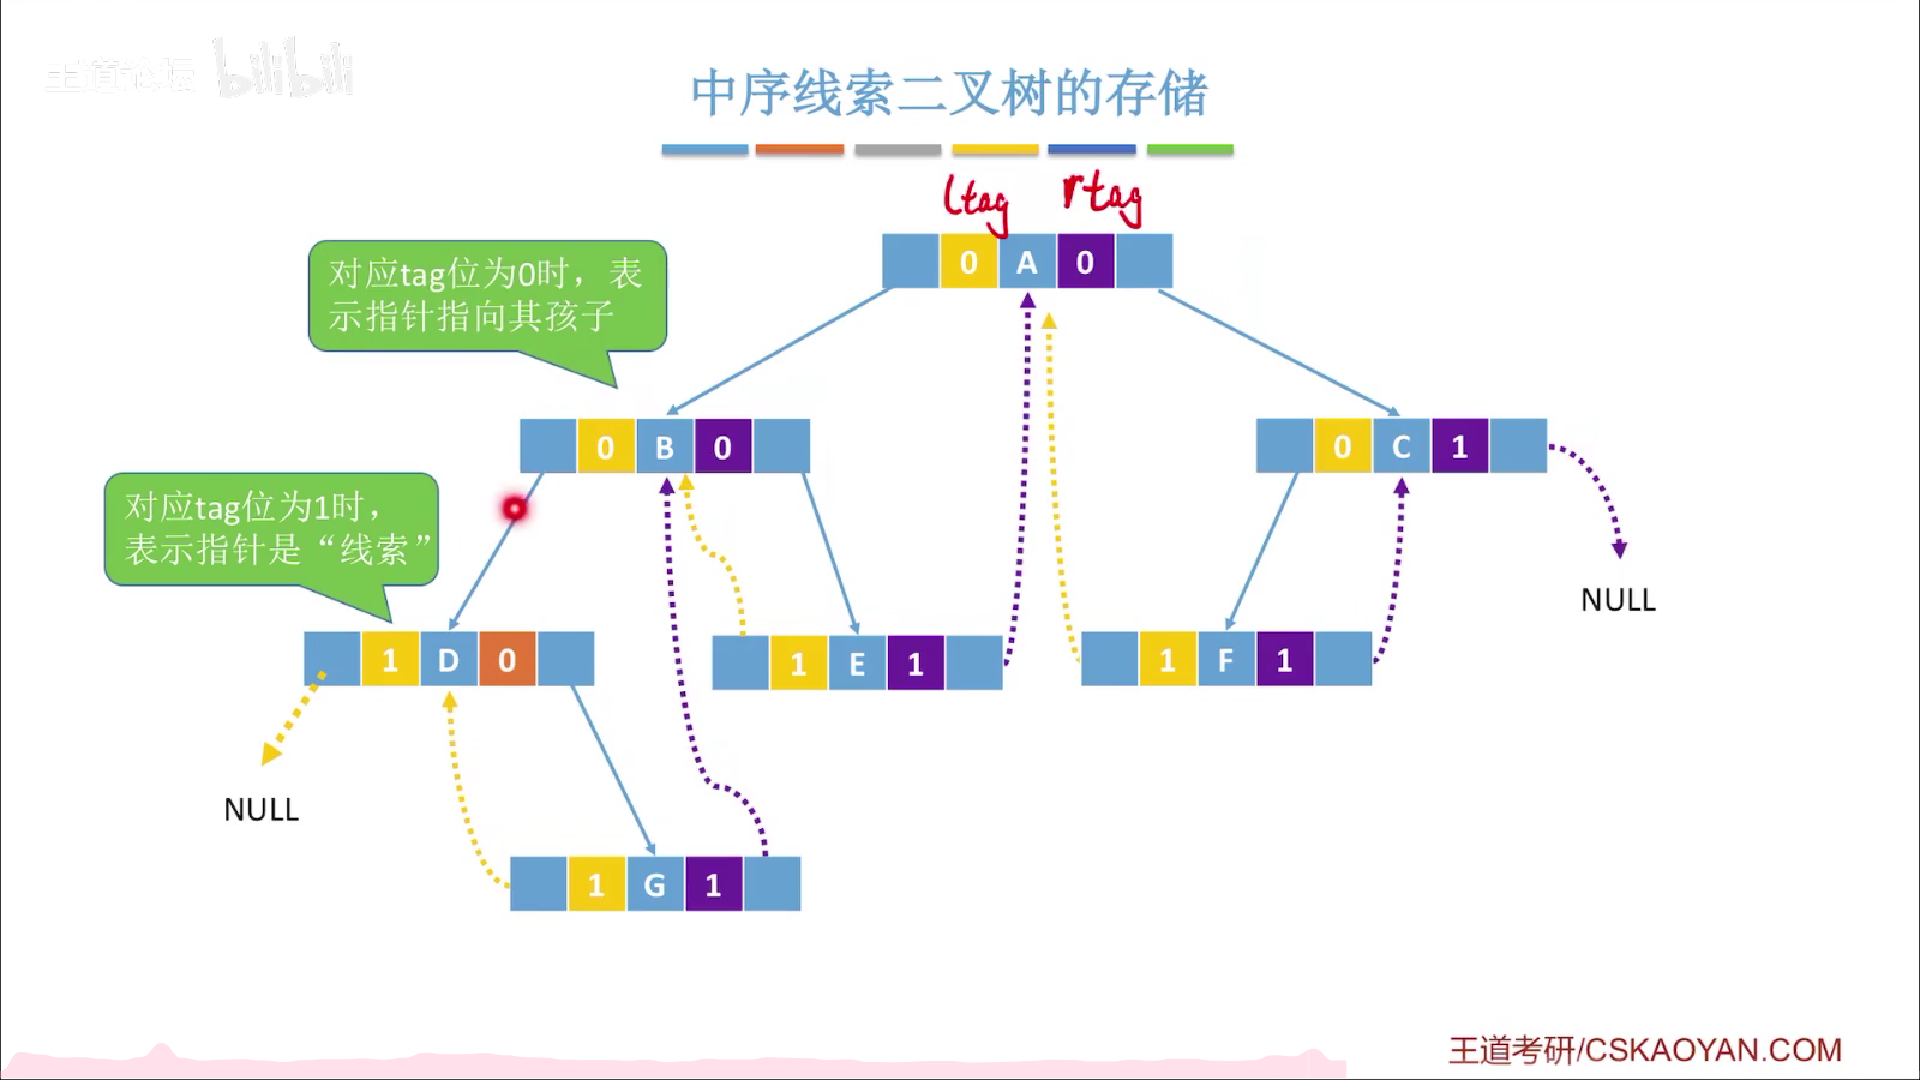 王道论坛 bilibili
中序线索二叉树的存储
ltag rtag
0 A 0
对应tag位为0时，表
示指针指向其孩子
0 B 0
0 C 1
对应tag位为1时，
表示指针是“线索”
NULL
1 D 0
1 E 1
1 F 1
NULL
1 G 1
王道考研/CSKAOYAN.COM